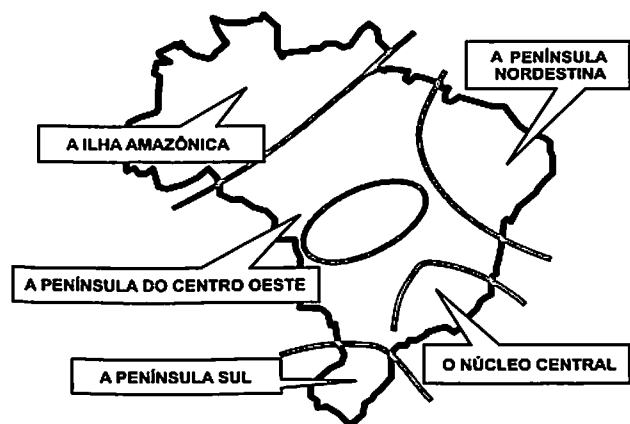 A PENÍNSULA
NORDESTINA
A ILHA AMAZÔNICA
A PENÍNSULA DO CENTRO OESTE
O NÚCLEO CENTRAL
A PENÍNSULA SUL